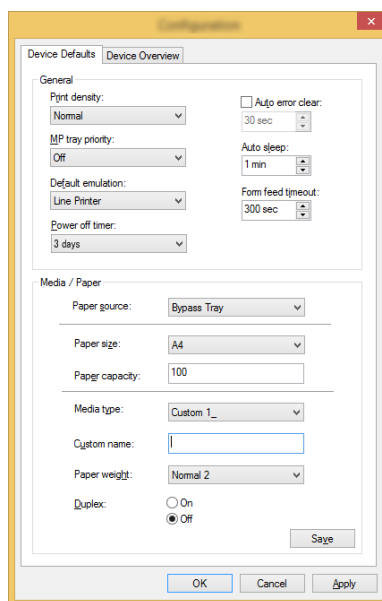 Configuration
Device Defaults Device Overview
General
Print density:
Normal
MP tray priority:
Off
Default emulation:
Line Printer
Power off timer:
3 days
Auto error clear:
30 sec
Auto sleep:
1 min
Form feed timeout:
300 sec
Media / Paper
Paper source: Bypass Tray
Paper size: A4
Paper capacity: 100
Media type: Custom 1_
Custom name:
Paper weight: Normal 2
Duplex: On
Off
Save
OK Cancel Apply